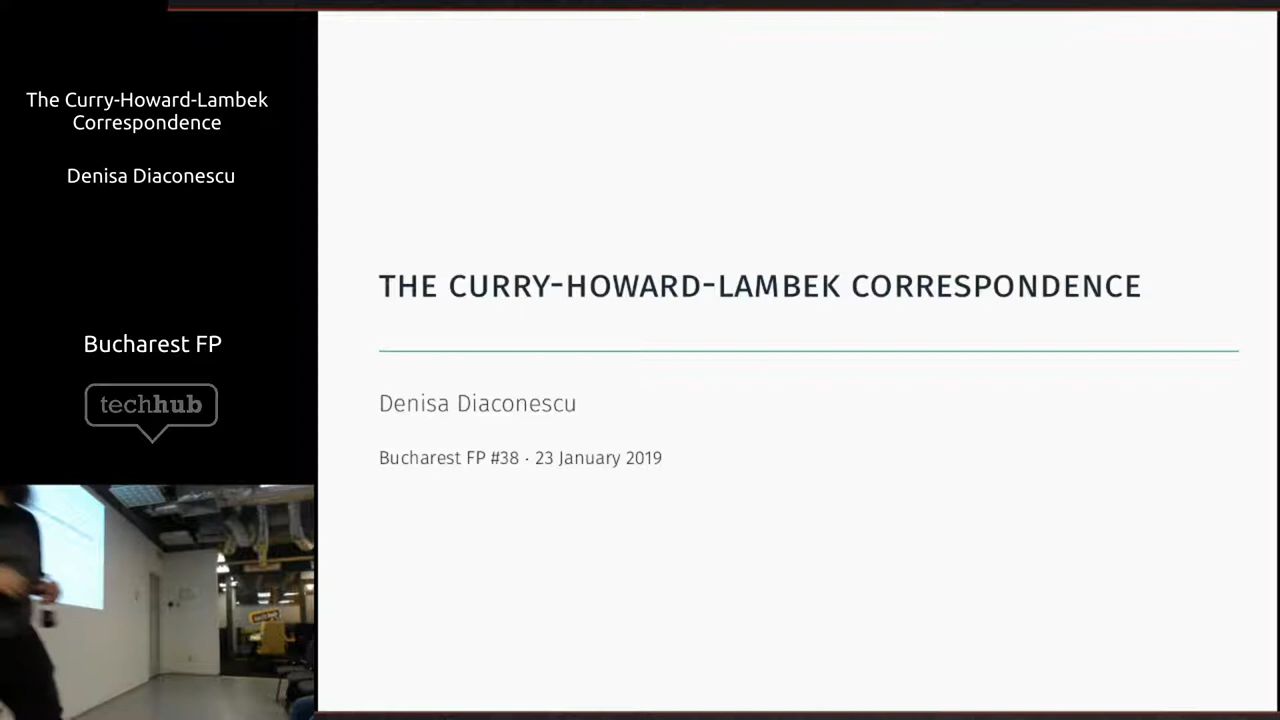 The Curry-Howard-Lambek
Correspondence
Denisa Diaconescu
Bucharest FP
techhub
THE CURRY-HOWARD-LAMBEK CORRESPONDENCE
Denisa Diaconescu
Bucharest FP #38 · 23 January 2019